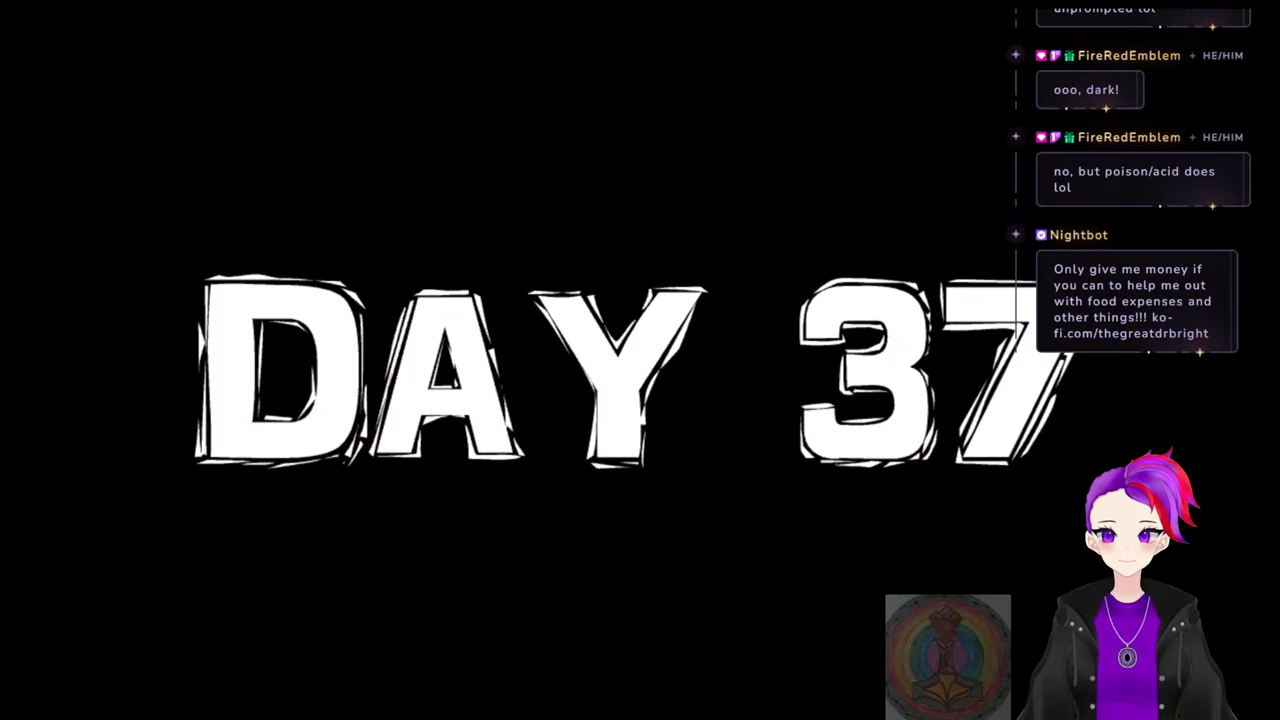 unprompted lol
FireRedEmblem + HE/HIM
ooo, dark!
FireRedEmblem + HE/HIM
no, but poison/acid does
lol
Nightbot
Only give me money if
you can to help me out
with food expenses and
other things!!! ko-
fi.com/thegreatdrbright
DAY 37